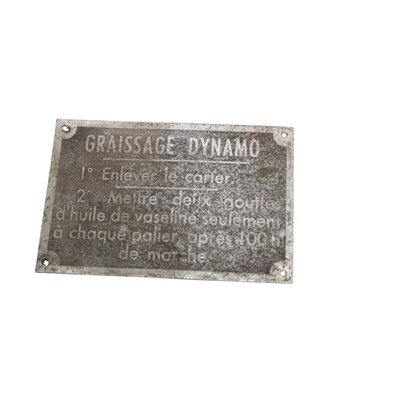 GRAISSAGE DYNAMO
1° Enlever le carter
2° Mettre deux gouttes
d'huile de vaseline seulement
à chaque palier, après 100 h
de marche